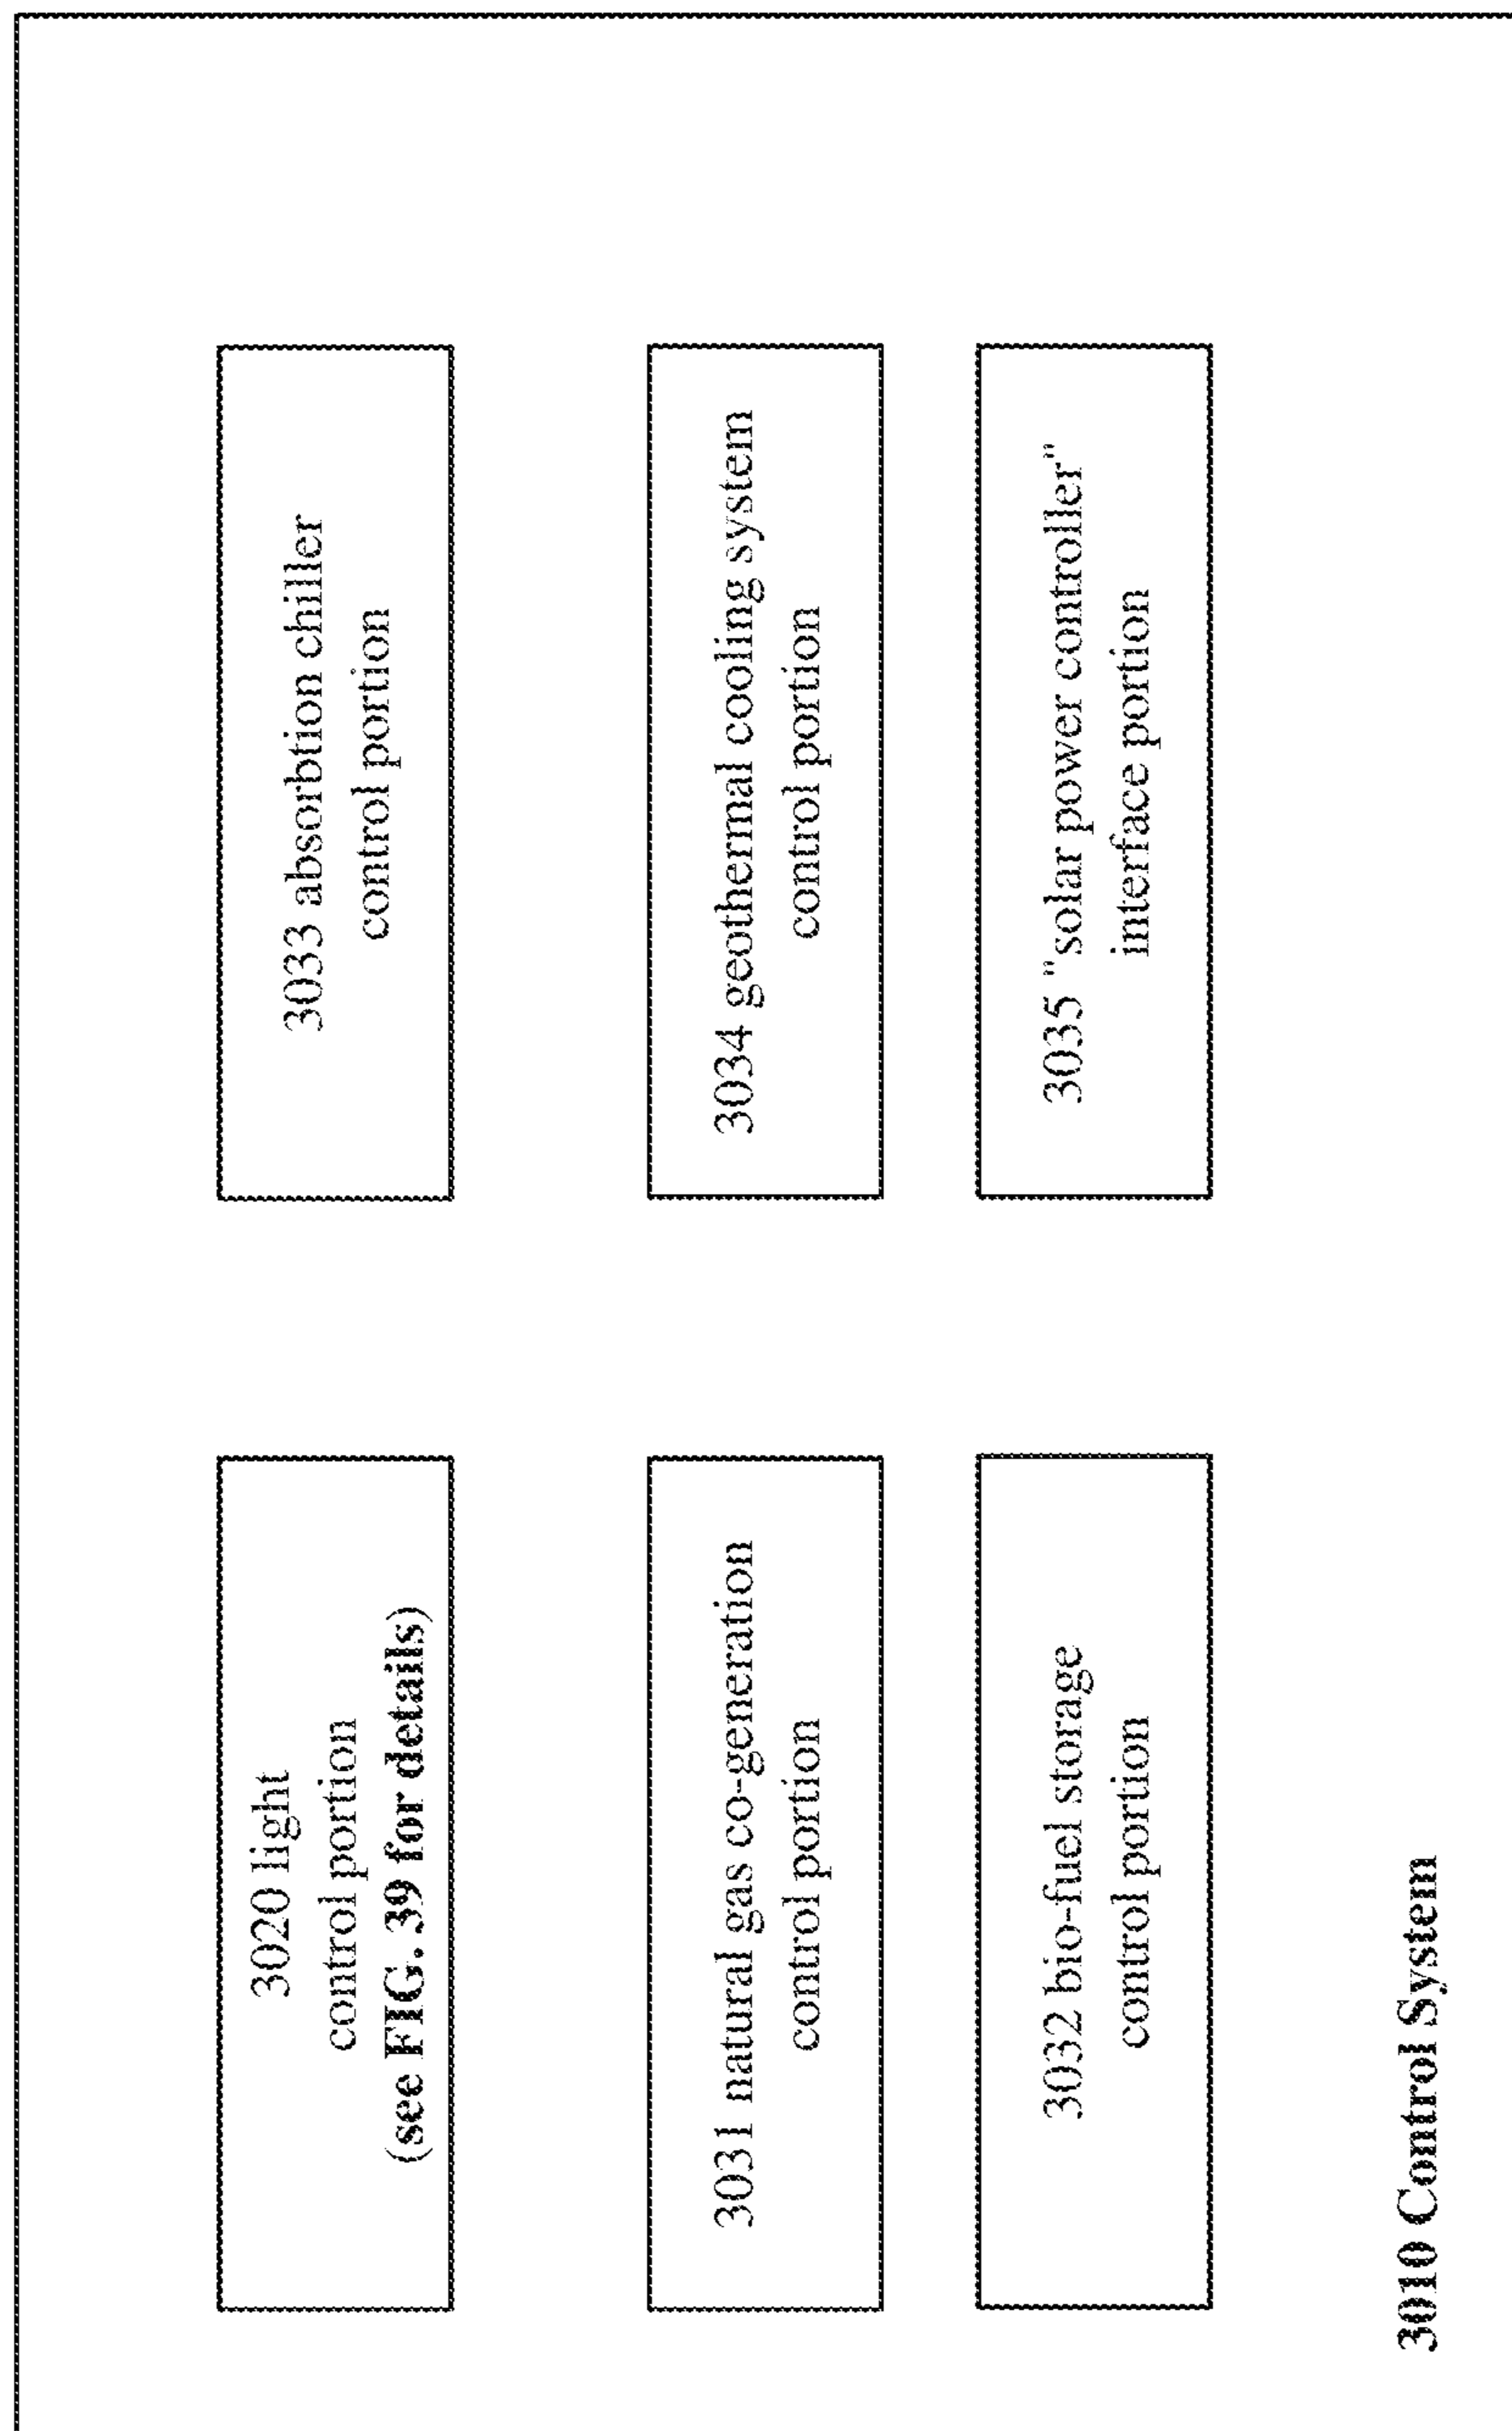 3020 light
control portion
(see FIG. 39 for details)
3033 absorbtion chiller
control portion
3031 natural gas co-generation
control portion
3034 geothermal cooling system
control portion
3032 bio-fuel storage
control portion
3035 "solar power controller"
interface portion
3010 Control System